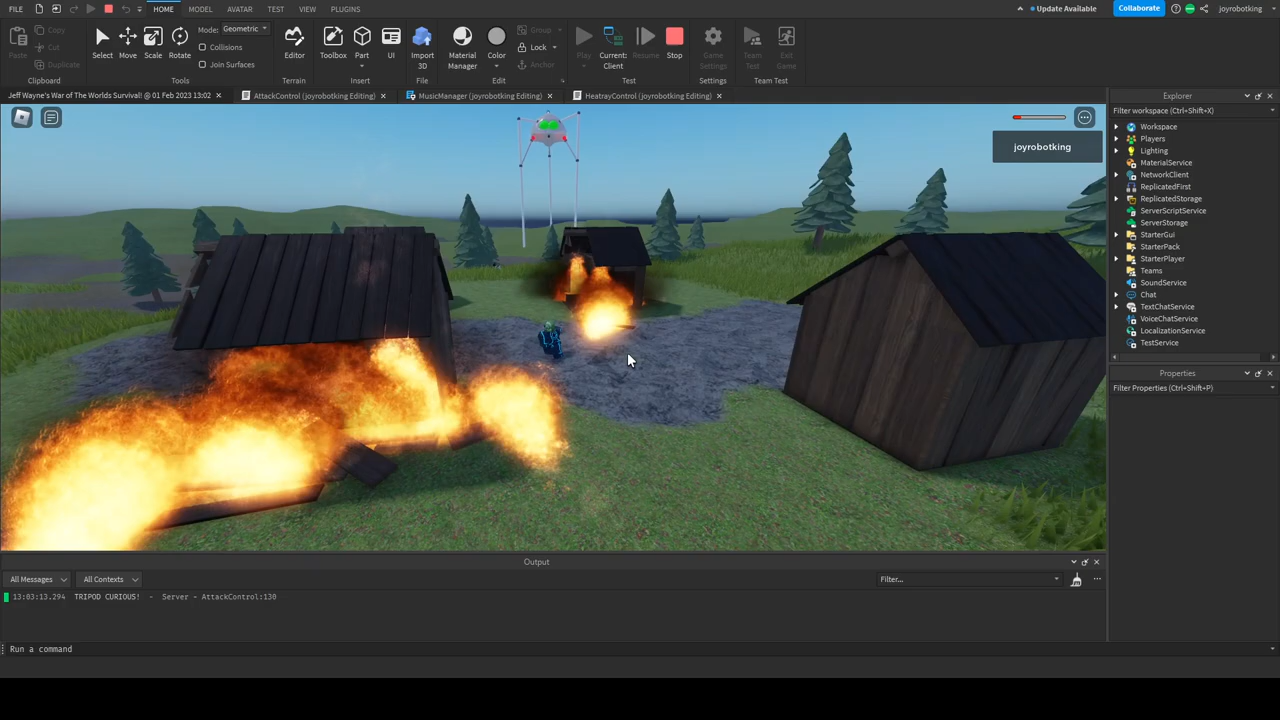 FILE HOME MODEL AVATAR TEST VIEW PLUGINS Update Available Collaborate joyrobotking
Paste Copy Cut Duplicate Select Move Scale Rotate Mode: Geometric Collisions Join Surfaces Editor Toolbox Part UI Import 3D Material Manager Color Group Lock Anchor Play Current: Client Resume Stop Game Settings Team Test Exit Game
Clipboard Tools Terrain Insert File Edit Test Settings Team Test
Jeff Wayne's War of The Worlds Survival! @ 01 Feb 2023 13:02 AttackControl (joyrobotking Editing) MusicManager (joyrobotking Editing) HeatrayControl (joyrobotking Editing)
joyrobotking
Explorer
Filter workspace (Ctrl+Shift+X)
Workspace
Players
Lighting
MaterialService
NetworkClient
ReplicatedFirst
ReplicatedStorage
ServerScriptService
ServerStorage
StarterGui
StarterPack
StarterPlayer
Teams
SoundService
Chat
TextChatService
VoiceChatService
LocalizationService
TestService
Properties
Filter Properties (Ctrl+Shift+P)
Output
All Messages All Contexts Filter...
13:03:13.294 TRIPOD CURIOUS! - Server - AttackControl:130
Run a command